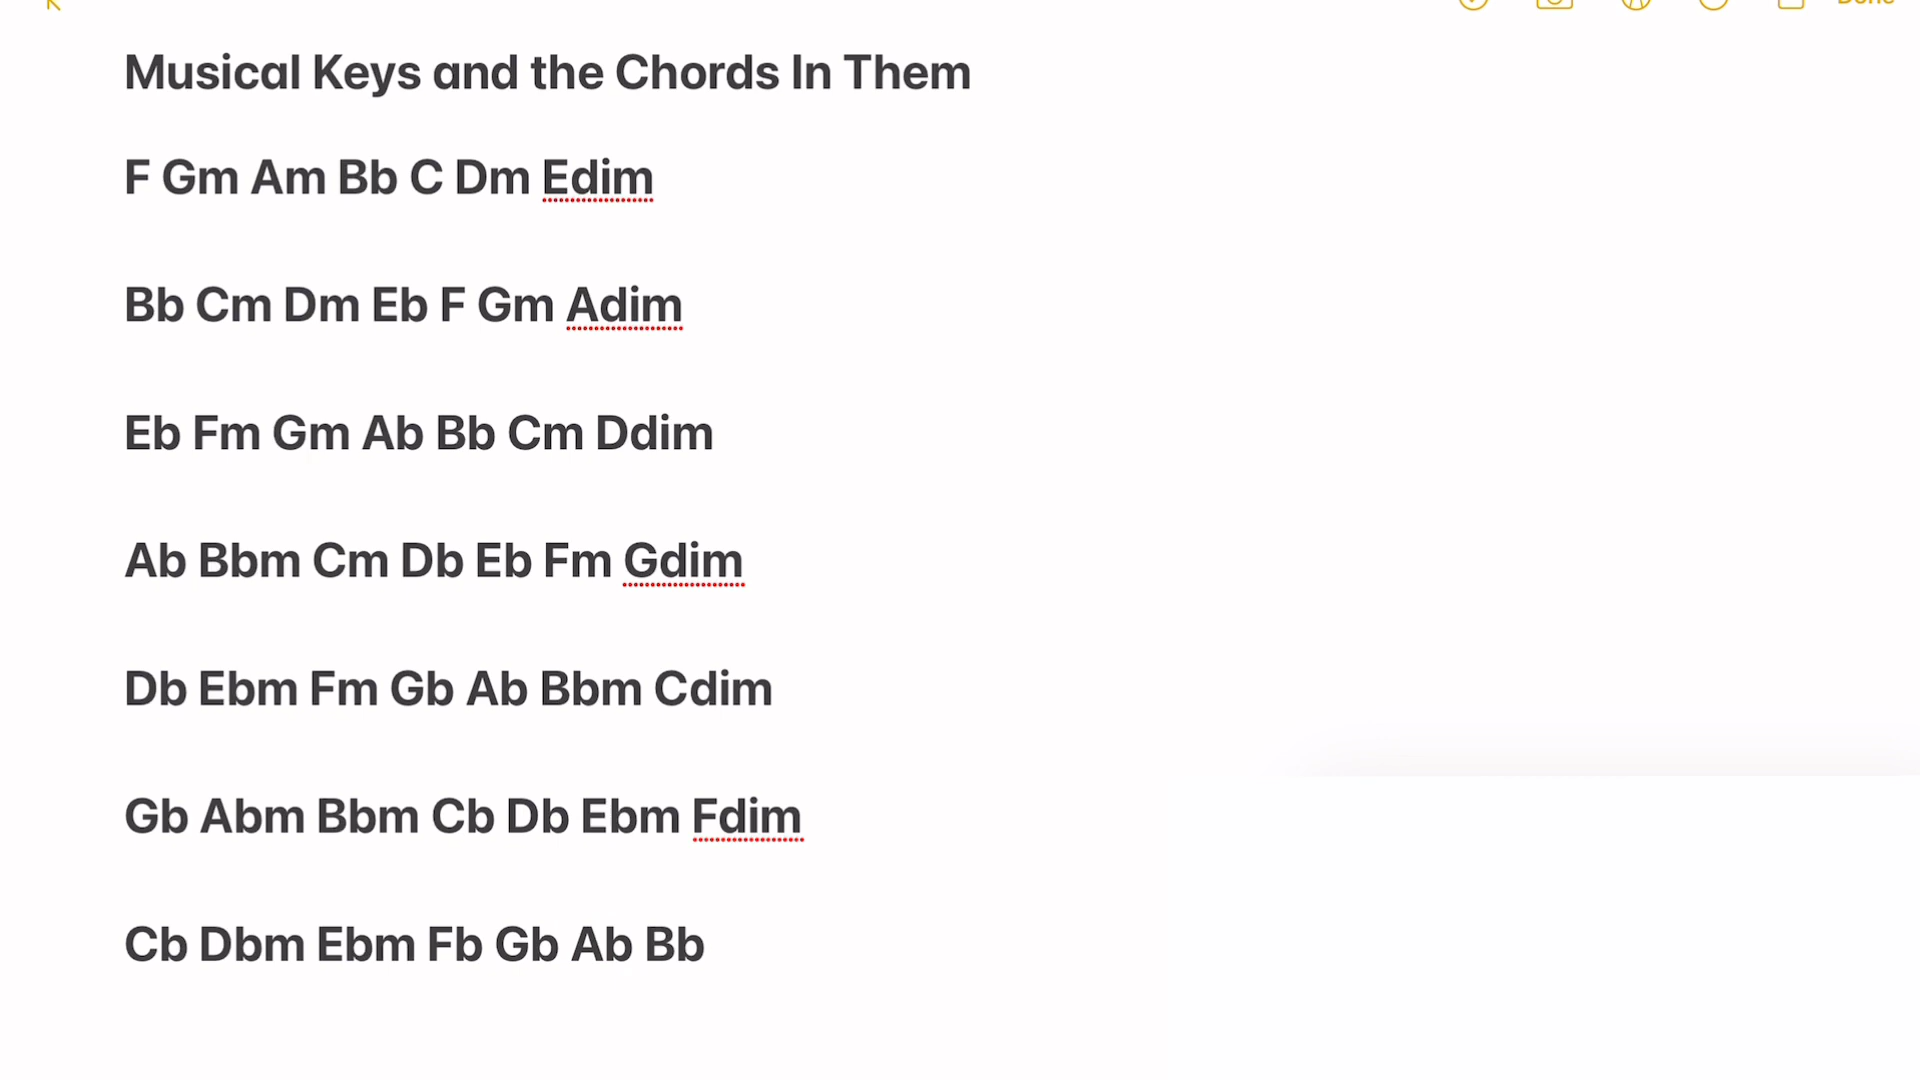 Musical Keys and the Chords In Them
F Gm Am Bb C Dm Edim
Bb Cm Dm Eb F Gm Adim
Eb Fm Gm Ab Bb Cm Ddim
Ab Bbm Cm Db Eb Fm Gdim
Db Ebm Fm Gb Ab Bbm Cdim
Gb Abm Bbm Cb Db Ebm Fdim
Cb Dbm Ebm Fb Gb Ab Bb